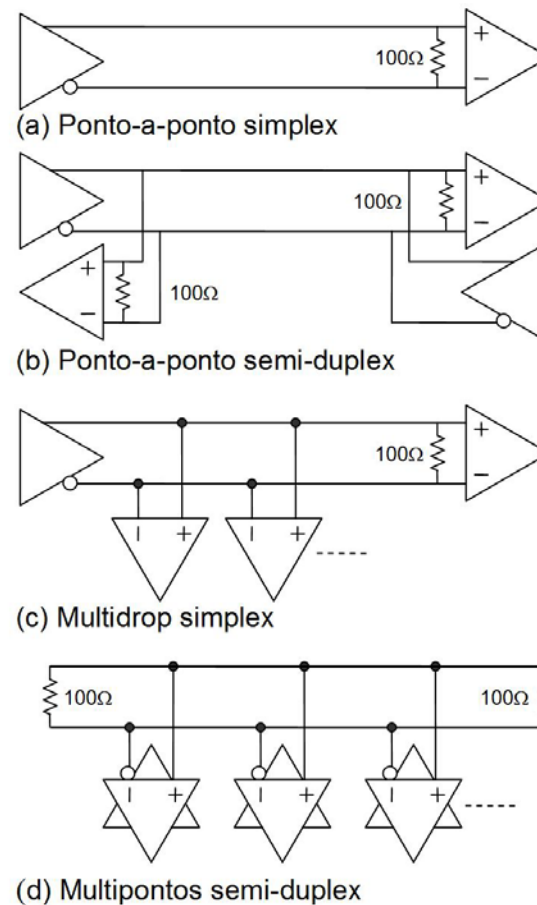 100Ω
+
−
(a) Ponto-a-ponto simplex
100Ω
+
−
+
−
100Ω
(b) Ponto-a-ponto semi-duplex
100Ω
+
−
− + − +
(c) Multidrop simplex
100Ω 100Ω
− + − + − +
(d) Multipontos semi-duplex